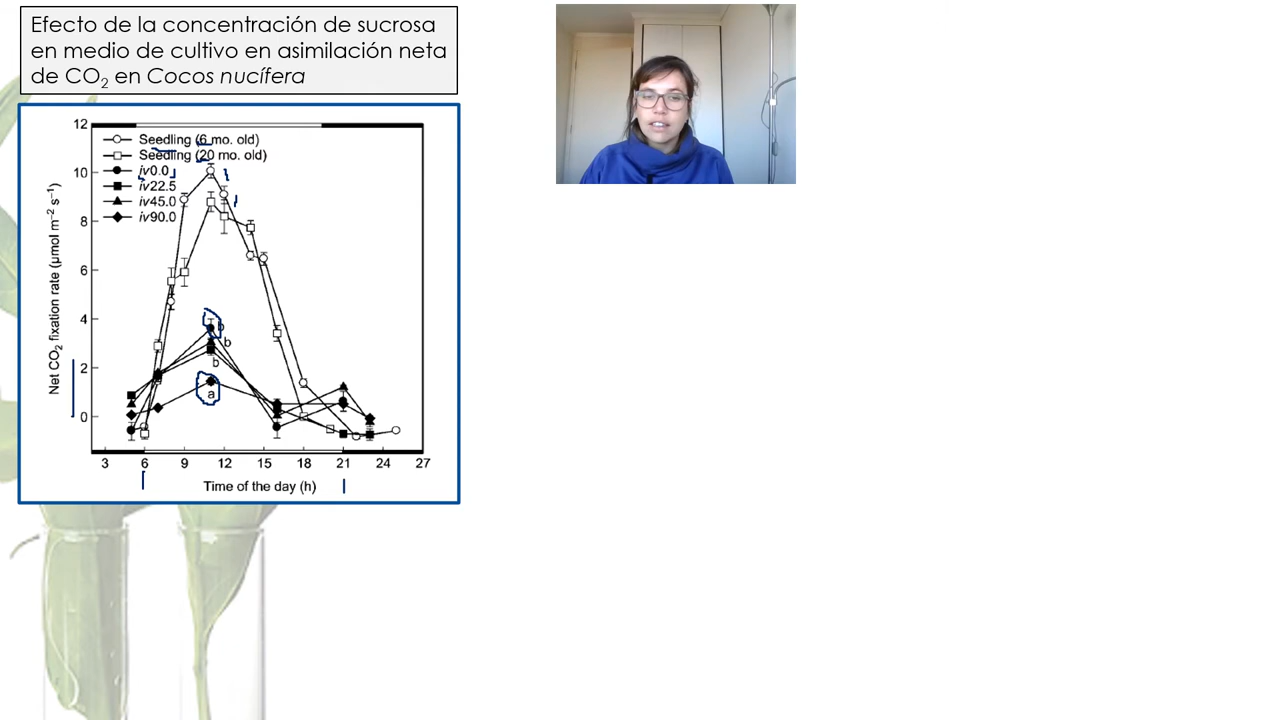 Efecto de la concentración de sucrosa
en medio de cultivo en asimilación neta
de CO₂ en Cocos nucífera
12
10
8
6
4
2
0
Net CO₂ fixation rate (µmol m⁻² s⁻¹)
Seedling (6 mo. old)
Seedling (20 mo. old)
iv0.0
iv22.5
iv45.0
iv90.0
b
b
b
a
3 6 9 12 15 18 21 24 27
Time of the day (h)